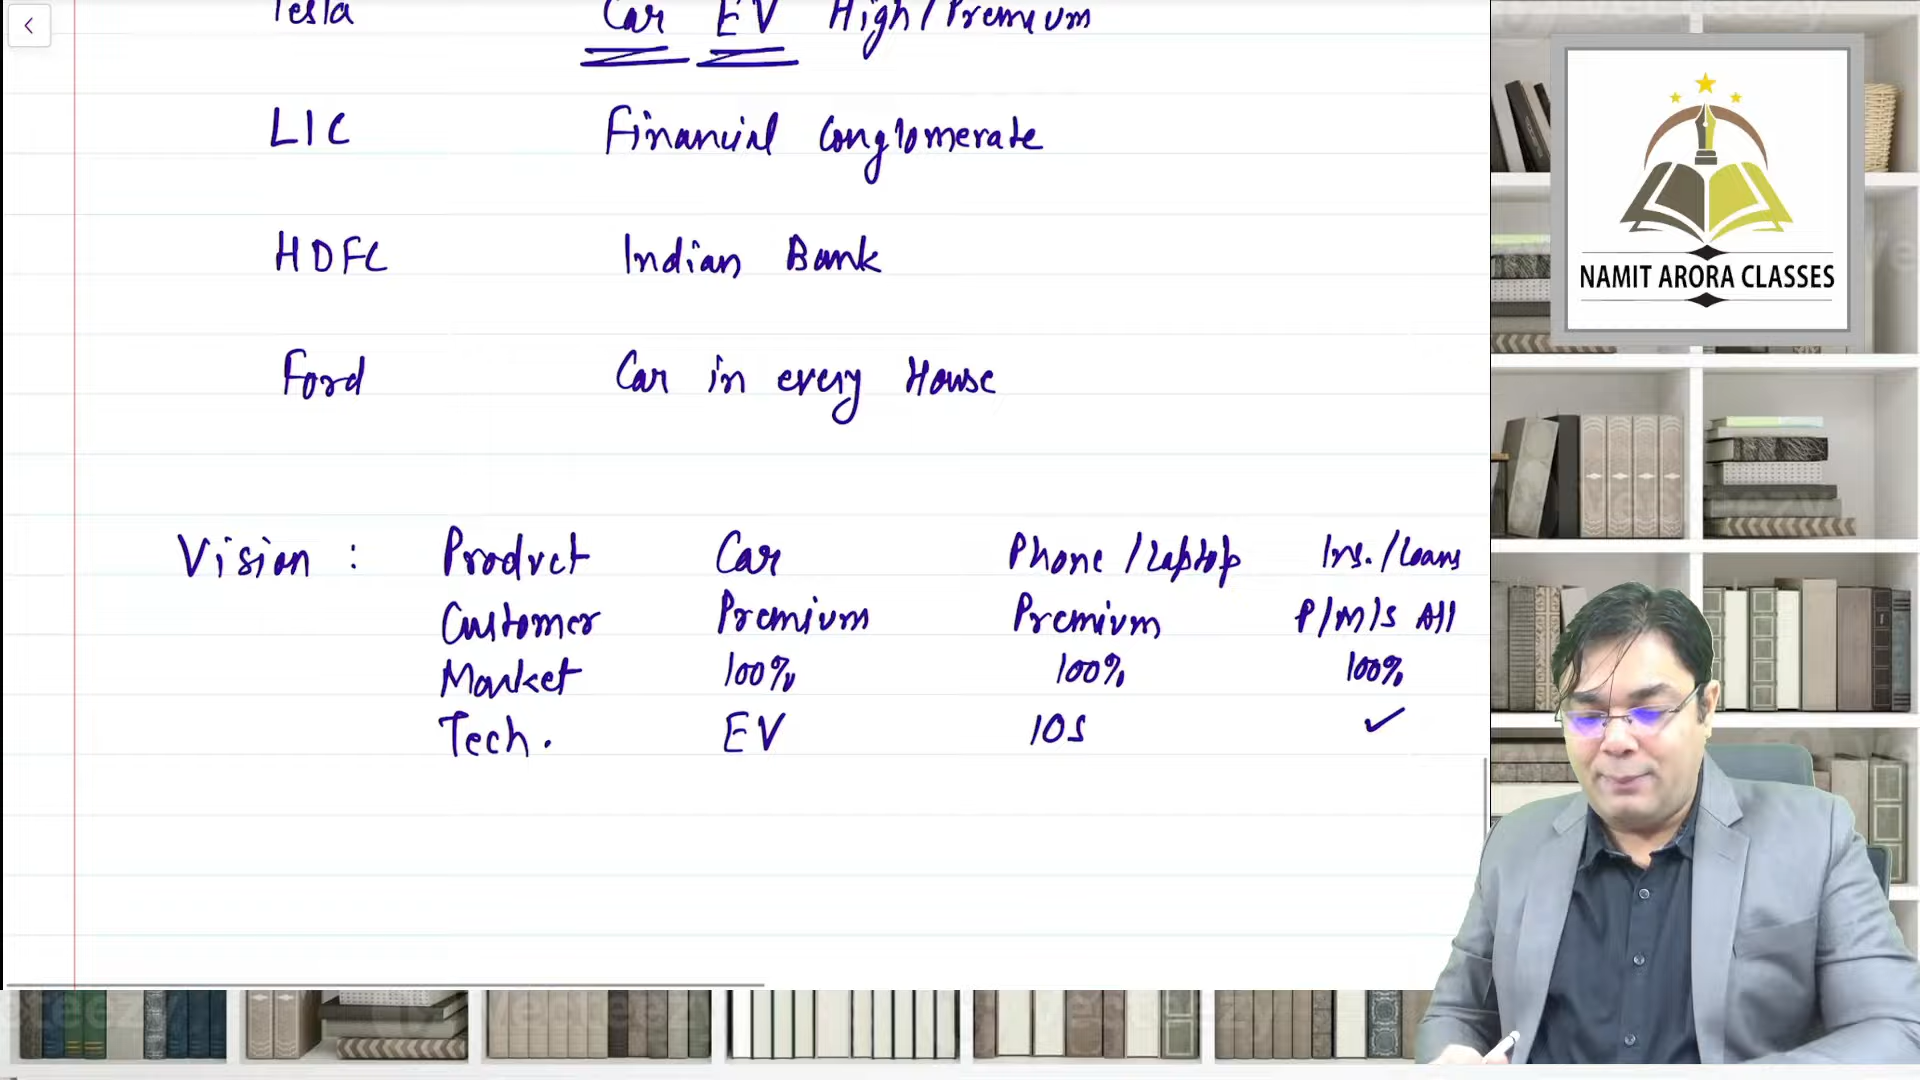 Tesla Car EV High/Premium
LIC Financial Conglomerate
HDFC Indian Bank
Ford Car in every House
Vision : Product Car Phone/Laptop Ins./Loans
Customer Premium Premium P/M/S All
Market 100% 100% 100%
Tech. EV IOS ✓
NAMIT ARORA CLASSES